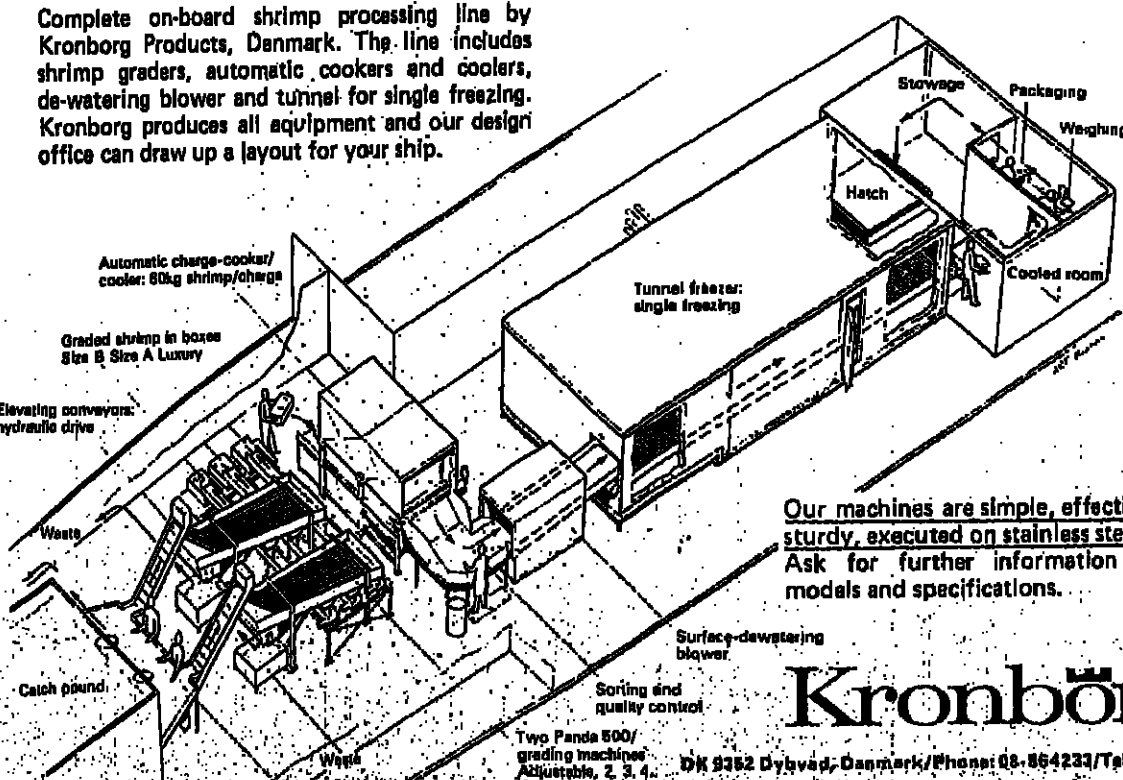 Complete on-board shrimp processing line by
Kronborg Products, Danmark. The line includes
shrimp graders, automatic cookers and coolers,
de-watering blower and tunnel for single freezing.
Kronborg produces all equipment and our design
office can draw up a layout for your ship.
Stowage
Packaging
Weighing
Hatch
Cooled room
Tunnel freezer:
single freezing
Automatic charge-cooker/
cooler: 60kg shrimp/charge
Graded shrimp in boxes
Size B Size A Luxury
Elevating conveyors:
hydraulic drive
Waste
Catch pound
Waste
Our machines are simple,
sturdy, executed on stainless
Ask for further information
models and specifications.
Surface-dewatering
blower
Sorting and
quality control
Two Panda 500/
grading machines
Adjustable, 2, 3, 4..
Kronbor
DK 9352 Dybvad, Danmark/Phone: 08-864233/